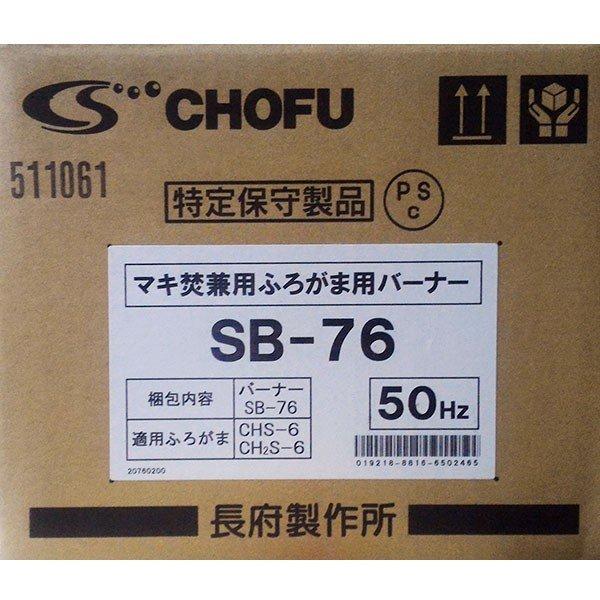 CHOFU
511061
特定保守製品
PS
C
マキ焚兼用ふろがま用バーナー
SB-76
梱包内容 バーナー
SB-76
適用ふろがま CHS-6
CH₂S-6
50Hz
019218-8816-6502465
20760200
長府製作所